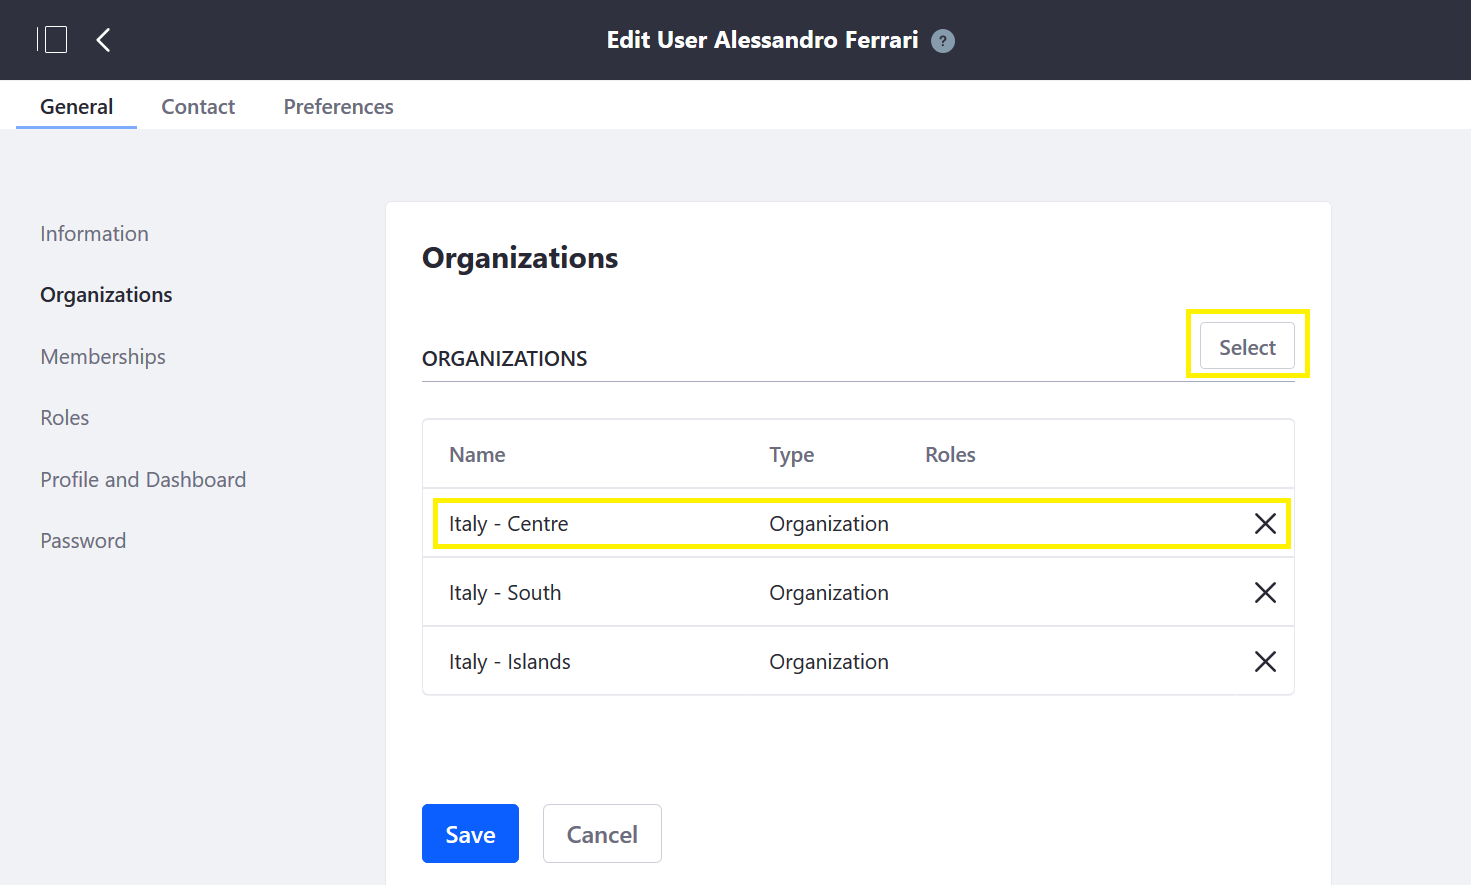 Edit User Alessandro Ferrari ?
General Contact Preferences
Information
Organizations
Memberships
Roles
Profile and Dashboard
Password
Organizations
ORGANIZATIONS Select
Name Type Roles
Italy - Centre Organization
Italy - South Organization
Italy - Islands Organization
Save Cancel